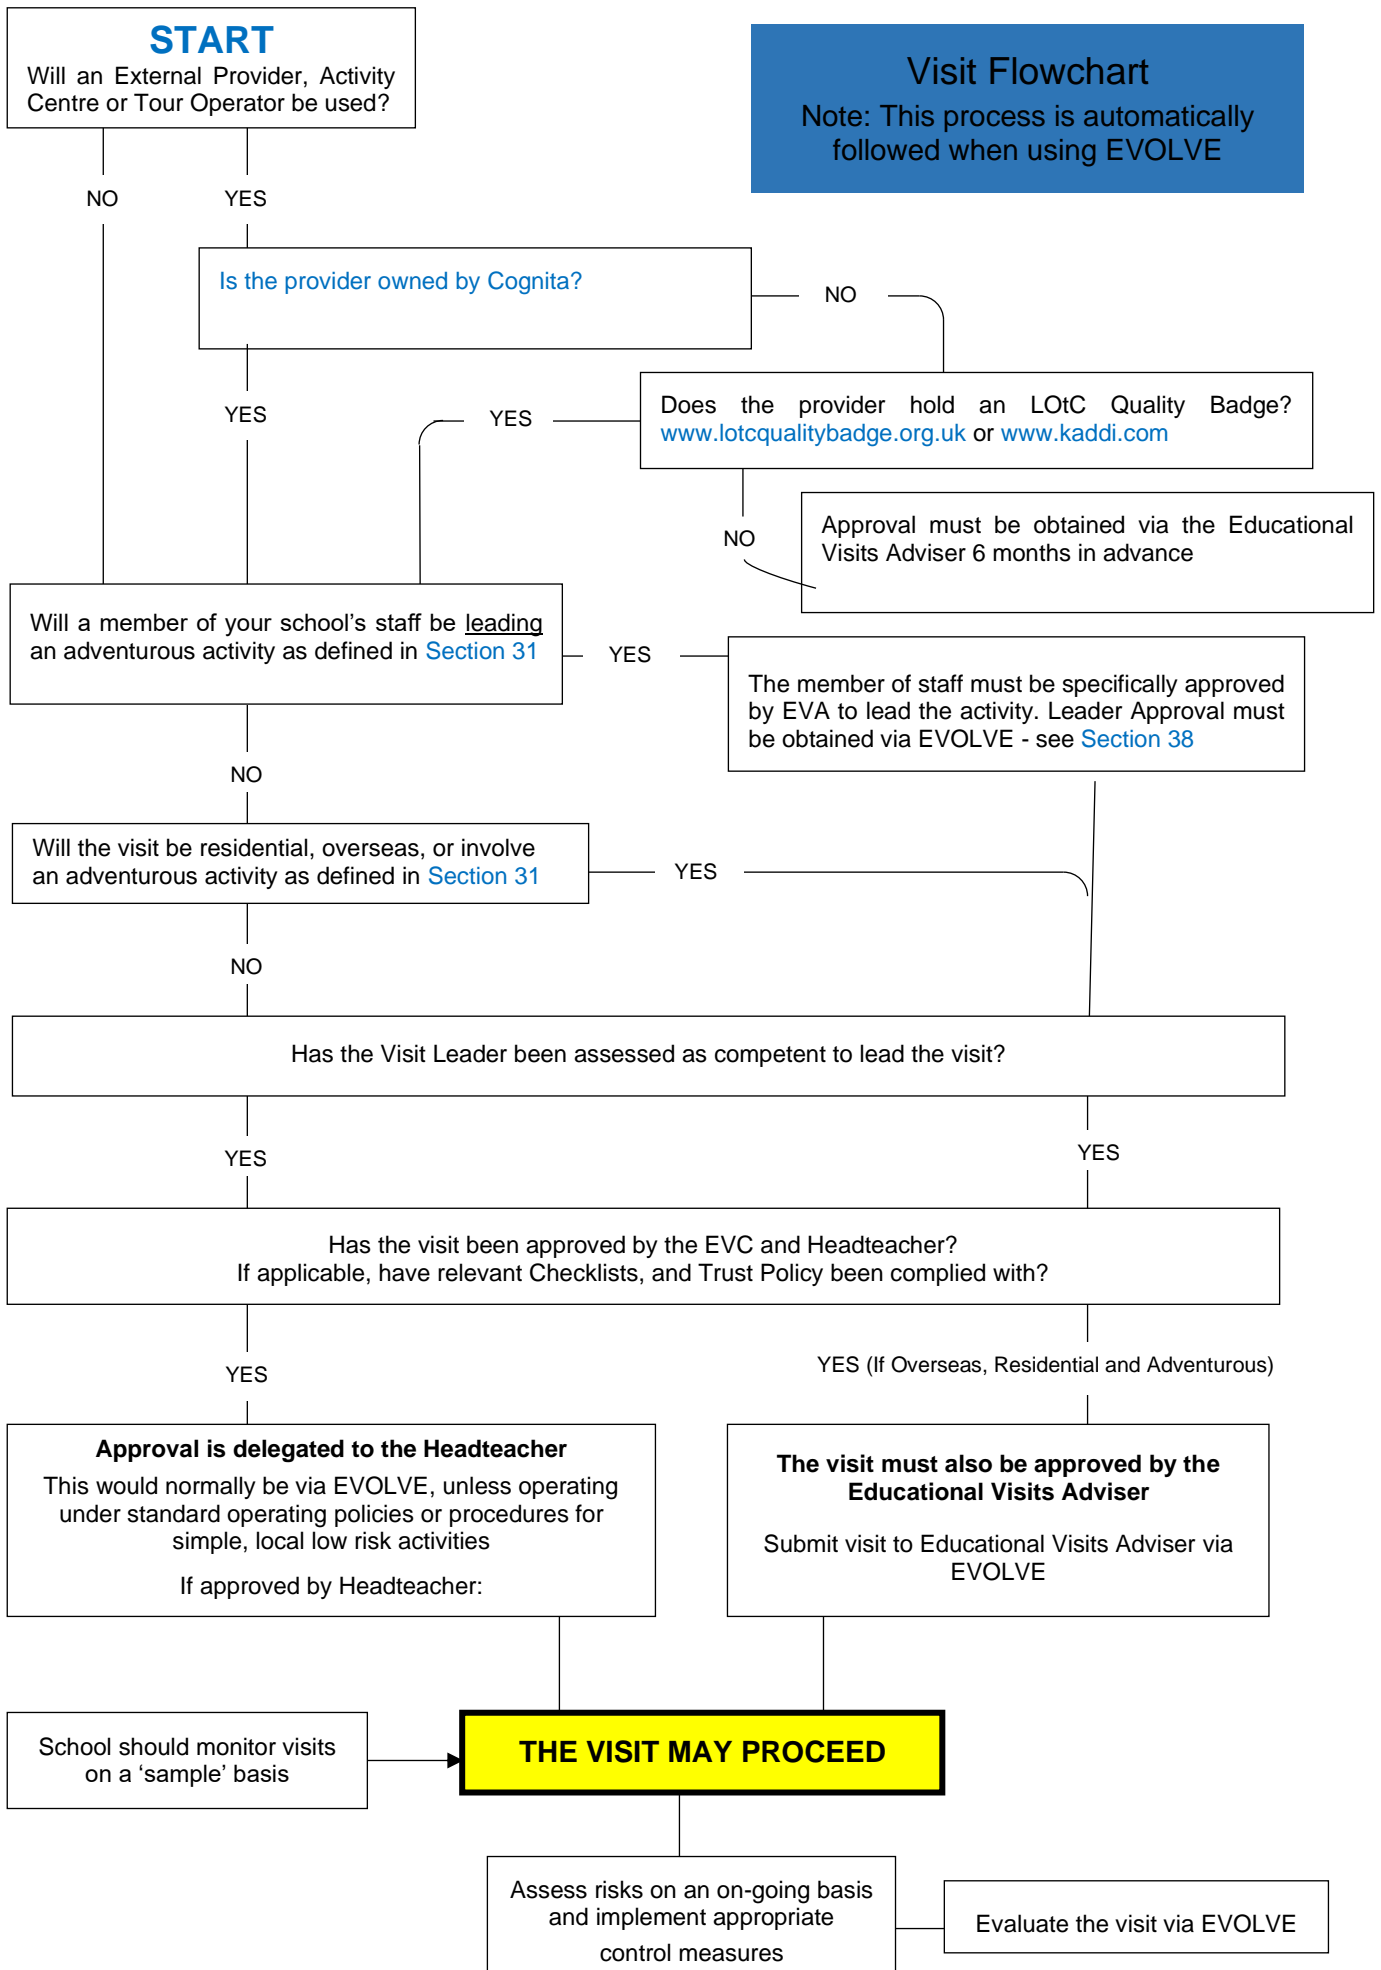 START
Will an External Provider, Activity
Centre or Tour Operator be used?
Visit Flowchart
Note: This process is automatically
followed when using EVOLVE
NO
YES
Is the provider owned by Cognita?
NO
YES
YES
Does the provider hold an LOtC Quality Badge?
www.lotcqualitybadge.org.uk or www.kaddi.com
NO
Approval must be obtained via the Educational
Visits Adviser 6 months in advance
Will a member of your school’s staff be leading
an adventurous activity as defined in Section 31
YES
The member of staff must be specifically approved
by EVA to lead the activity. Leader Approval must
be obtained via EVOLVE - see Section 38
NO
Will the visit be residential, overseas, or involve
an adventurous activity as defined in Section 31
YES
NO
Has the Visit Leader been assessed as competent to lead the visit?
YES
YES
Has the visit been approved by the EVC and Headteacher?
If applicable, have relevant Checklists, and Trust Policy been complied with?
YES
YES (If Overseas, Residential and Adventurous)
Approval is delegated to the Headteacher
This would normally be via EVOLVE, unless operating
under standard operating policies or procedures for
simple, local low risk activities
If approved by Headteacher:
The visit must also be approved by the
Educational Visits Adviser
Submit visit to Educational Visits Adviser via
EVOLVE
School should monitor visits
on a ‘sample’ basis
THE VISIT MAY PROCEED
Assess risks on an on-going basis
and implement appropriate
control measures
Evaluate the visit via EVOLVE